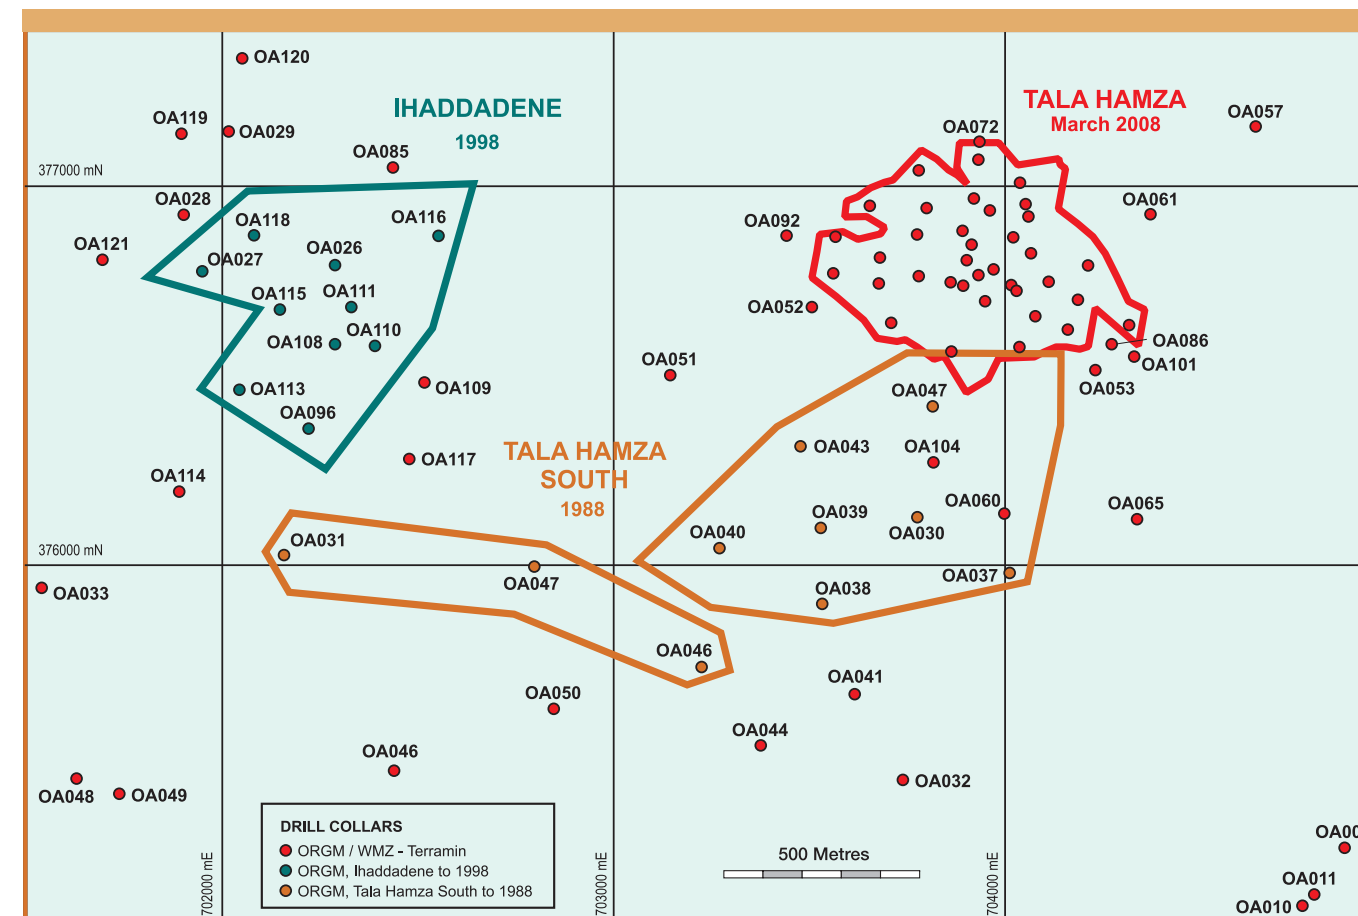 OA120
IHADDADENE
1998
TALA HAMZA
March 2008
OA057
OA119
OA029
OA072
OA085
377000 mN
OA028
OA118
OA116
OA061
OA092
OA121
OA027
OA026
OA115
OA111
OA052
OA108
OA110
OA086
OA101
OA051
OA053
OA113
OA109
OA047
OA096
OA043
OA104
TALA HAMZA
SOUTH
1988
OA117
OA114
OA060
OA065
OA039
OA030
OA031
OA040
376000 mN
OA047
OA037
OA033
OA038
OA046
OA041
OA050
OA044
OA046
OA032
OA048
OA049
DRILL COLLARS
ORGM / WMZ - Terramin
ORGM, Ihaddadene to 1998
ORGM, Tala Hamza South to 1988
500 Metres
702000 mE
703000 mE
704000 mE
OA00
OA011
OA010